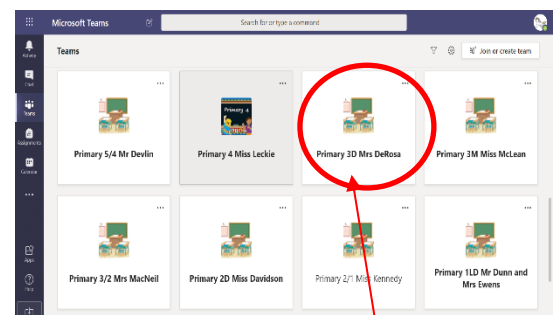 Microsoft Teams
Search for or type a command
Teams
Join or create team
Activity
Chat
Teams
Assignments
Calendar
Apps
Help
Primary 4
Primary 5/4 Mr Devlin
Primary 4 Miss Leckie
Primary 3D Mrs DeRosa
Primary 3M Miss McLean
Primary 3/2 Mrs MacNeil
Primary 2D Miss Davidson
Primary 2/1 Miss Kennedy
Primary 1LD Mr Dunn and
Mrs Ewens